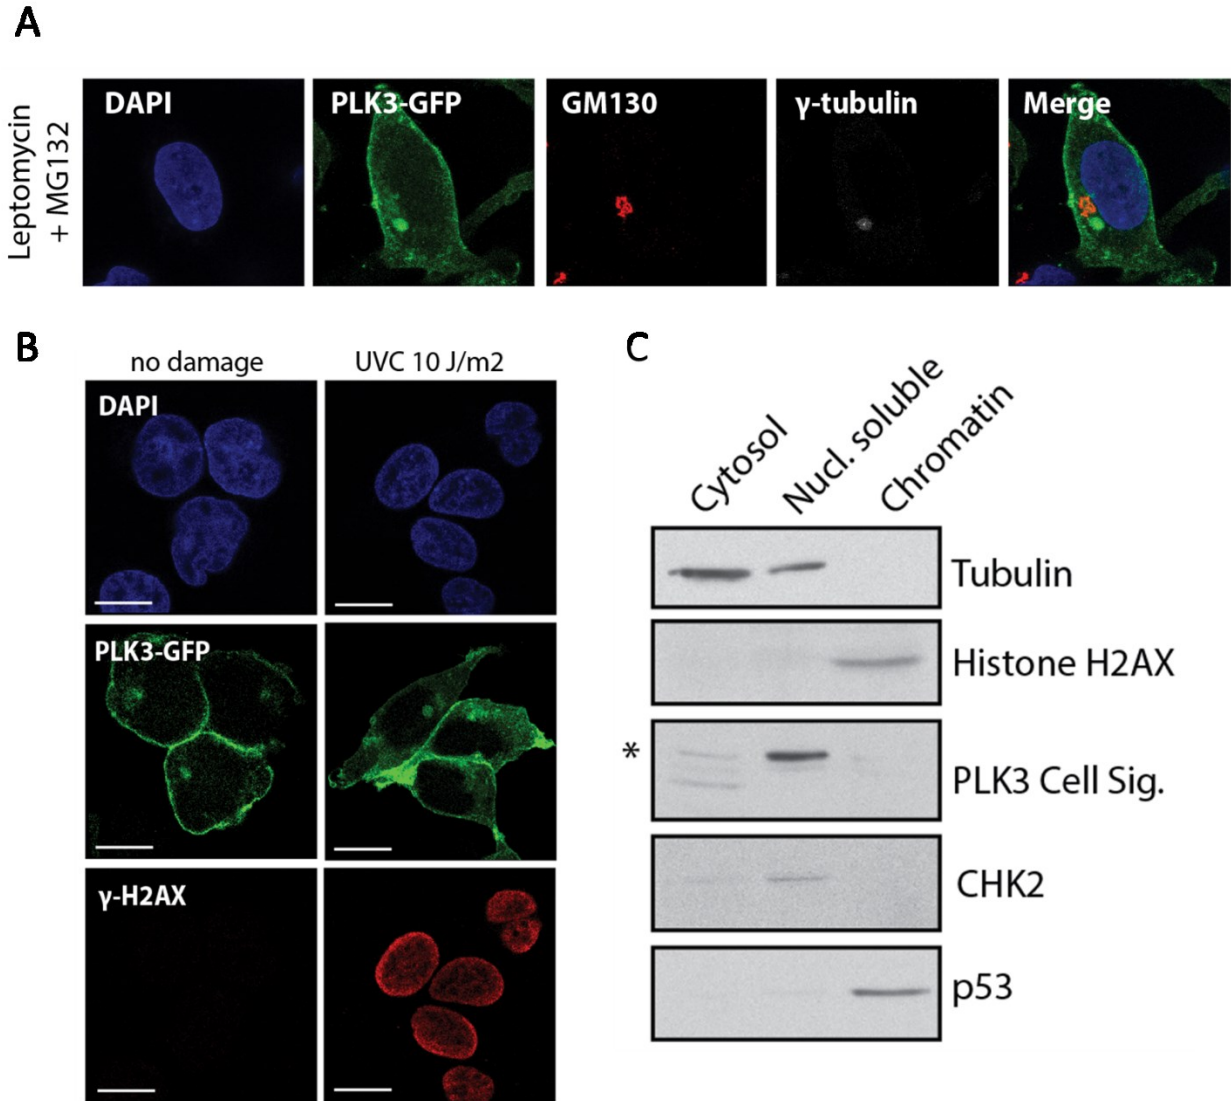 A
Leptomycin
+ MG132
DAPI
PLK3-GFP
GM130
γ-tubulin
Merge
B
no damage
UVC 10 J/m2
DAPI
PLK3-GFP
γ-H2AX
C
Cytosol
Nucl. soluble
Chromatin
Tubulin
Histone H2AX
*
PLK3 Cell Sig.
CHK2
p53